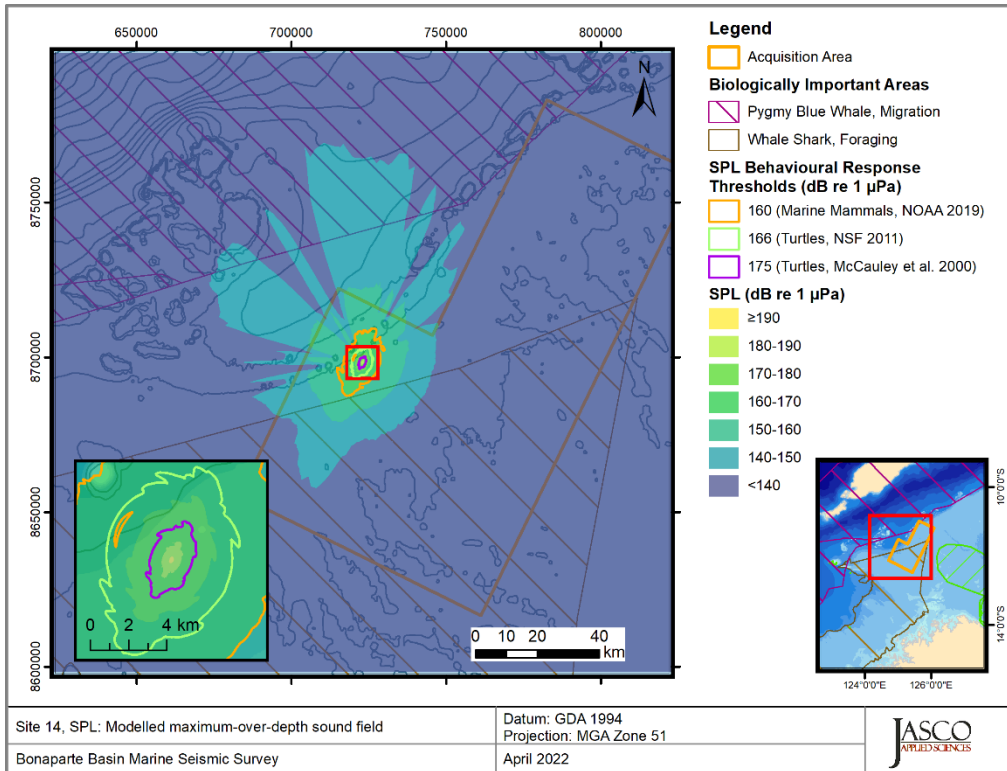 650000
700000
750000
800000
8750000
8700000
8650000
8600000
N
0 2 4 km
0 10 20 40
km
Legend
Acquisition Area
Biologically Important Areas
Pygmy Blue Whale, Migration
Whale Shark, Foraging
SPL Behavioural Response
Thresholds (dB re 1 µPa)
160 (Marine Mammals, NOAA 2019)
166 (Turtles, NSF 2011)
175 (Turtles, McCauley et al. 2000)
SPL (dB re 1 µPa)
≥190
180-190
170-180
160-170
150-160
140-150
<140
10°0'0"S
14°0'0"S
124°0'0"E 126°0'0"E
Site 14, SPL: Modelled maximum-over-depth sound field
Datum: GDA 1994
Projection: MGA Zone 51
Bonaparte Basin Marine Seismic Survey
April 2022
JASCO
APPLIED SCIENCES